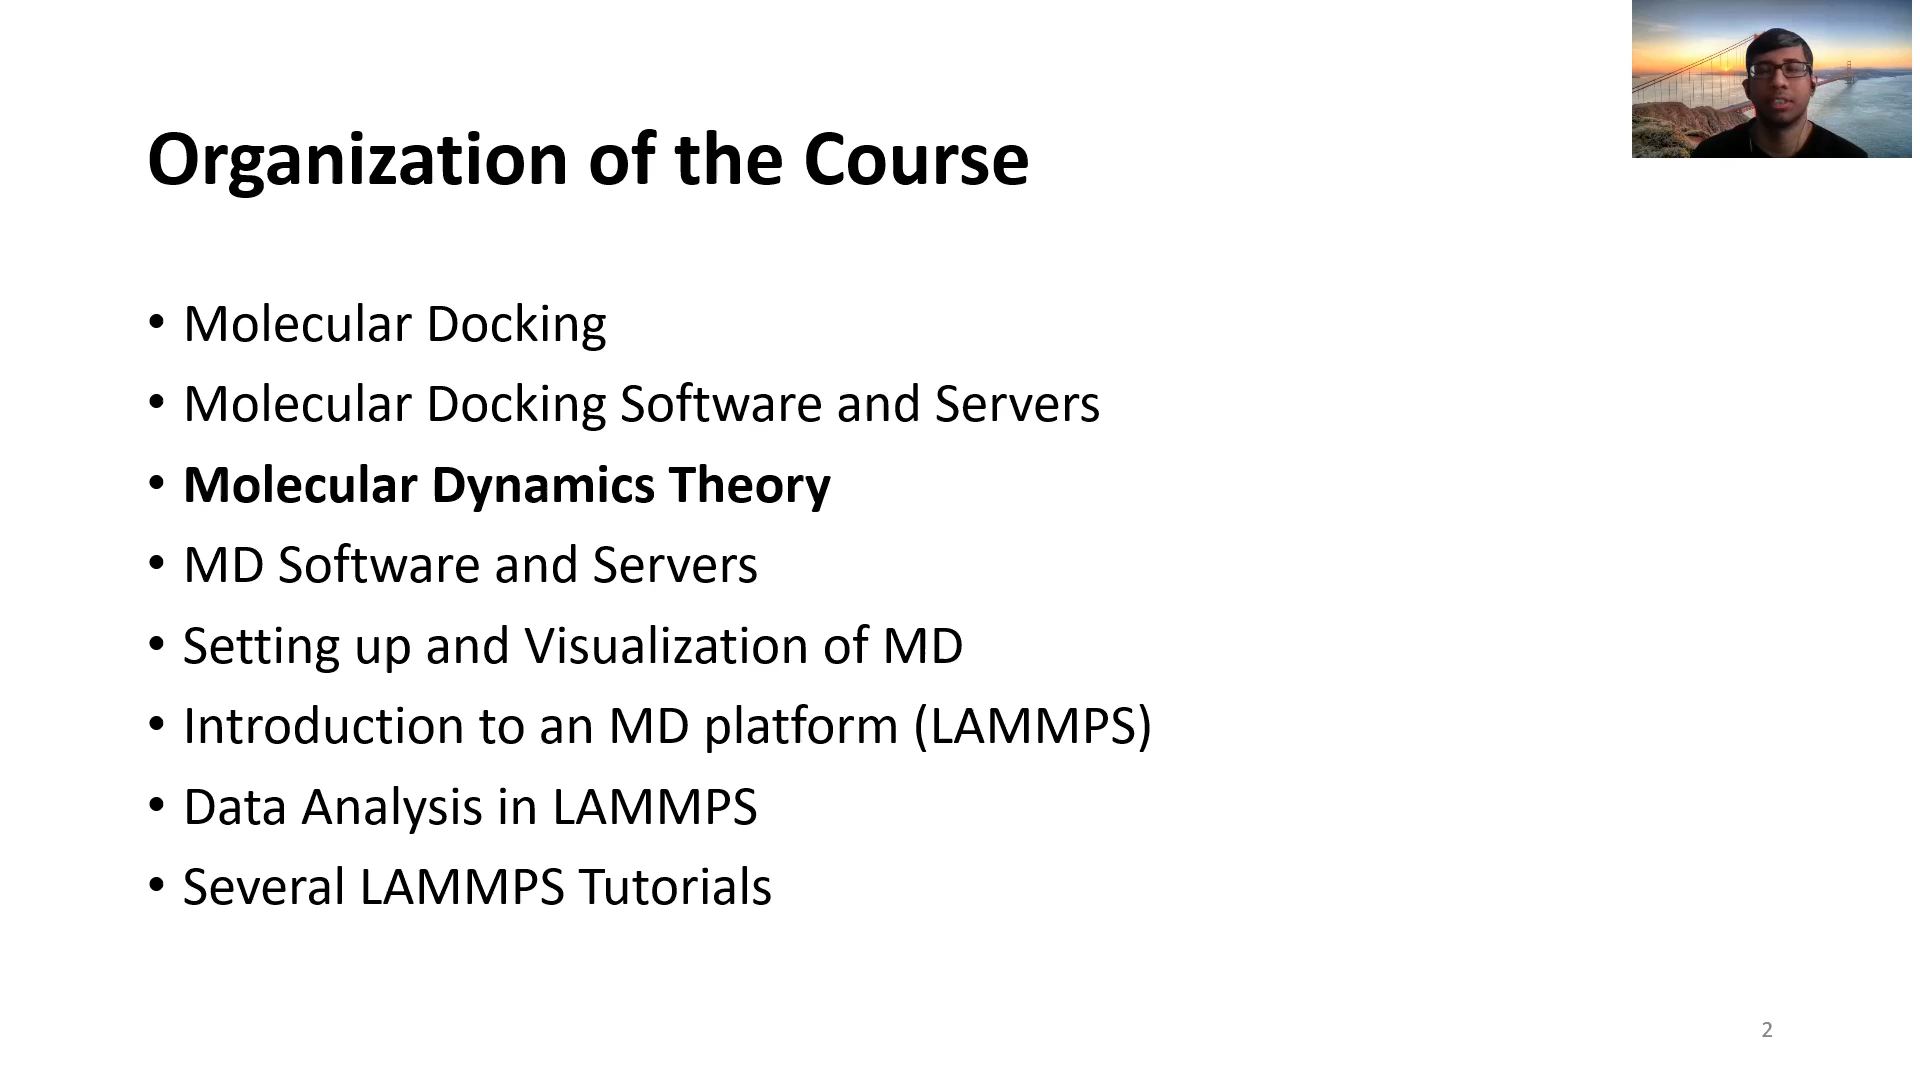 Organization of the Course
• Molecular Docking
• Molecular Docking Software and Servers
• Molecular Dynamics Theory
• MD Software and Servers
• Setting up and Visualization of MD
• Introduction to an MD platform (LAMMPS)
• Data Analysis in LAMMPS
• Several LAMMPS Tutorials
2